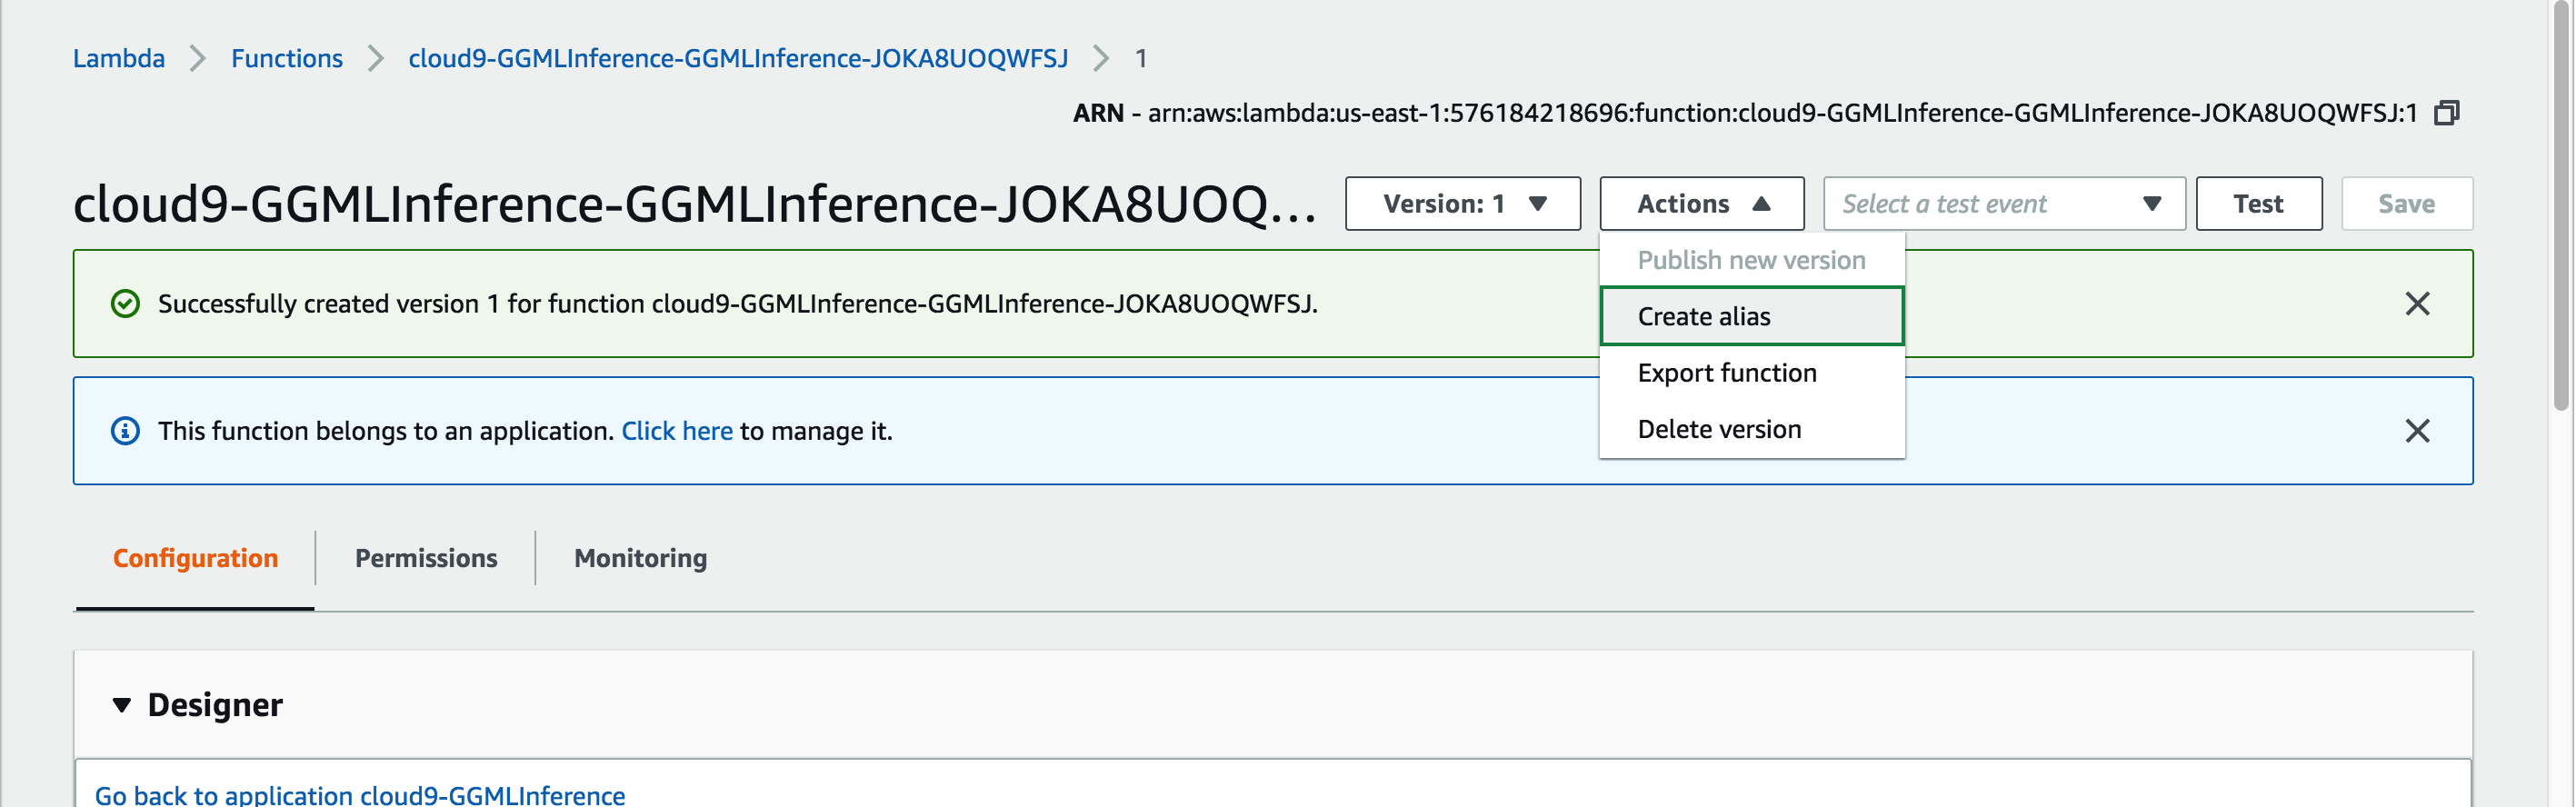 Lambda > Functions > cloud9-GGMLInference-GGMLInference-JOKA8UOQWFSJ > 1
ARN - arn:aws:lambda:us-east-1:576184218696:function:cloud9-GGMLInference-GGMLInference-JOKA8UOQWFSJ:1
cloud9-GGMLInference-GGMLInference-JOKA8UOQ... Version: 1 Actions Select a test event Test Save
Publish new version
Create alias
Export function
Delete version
Successfully created version 1 for function cloud9-GGMLInference-GGMLInference-JOKA8UOQWFSJ.
This function belongs to an application. Click here to manage it.
Configuration Permissions Monitoring
Designer
Go back to application cloud9-GGMLInference